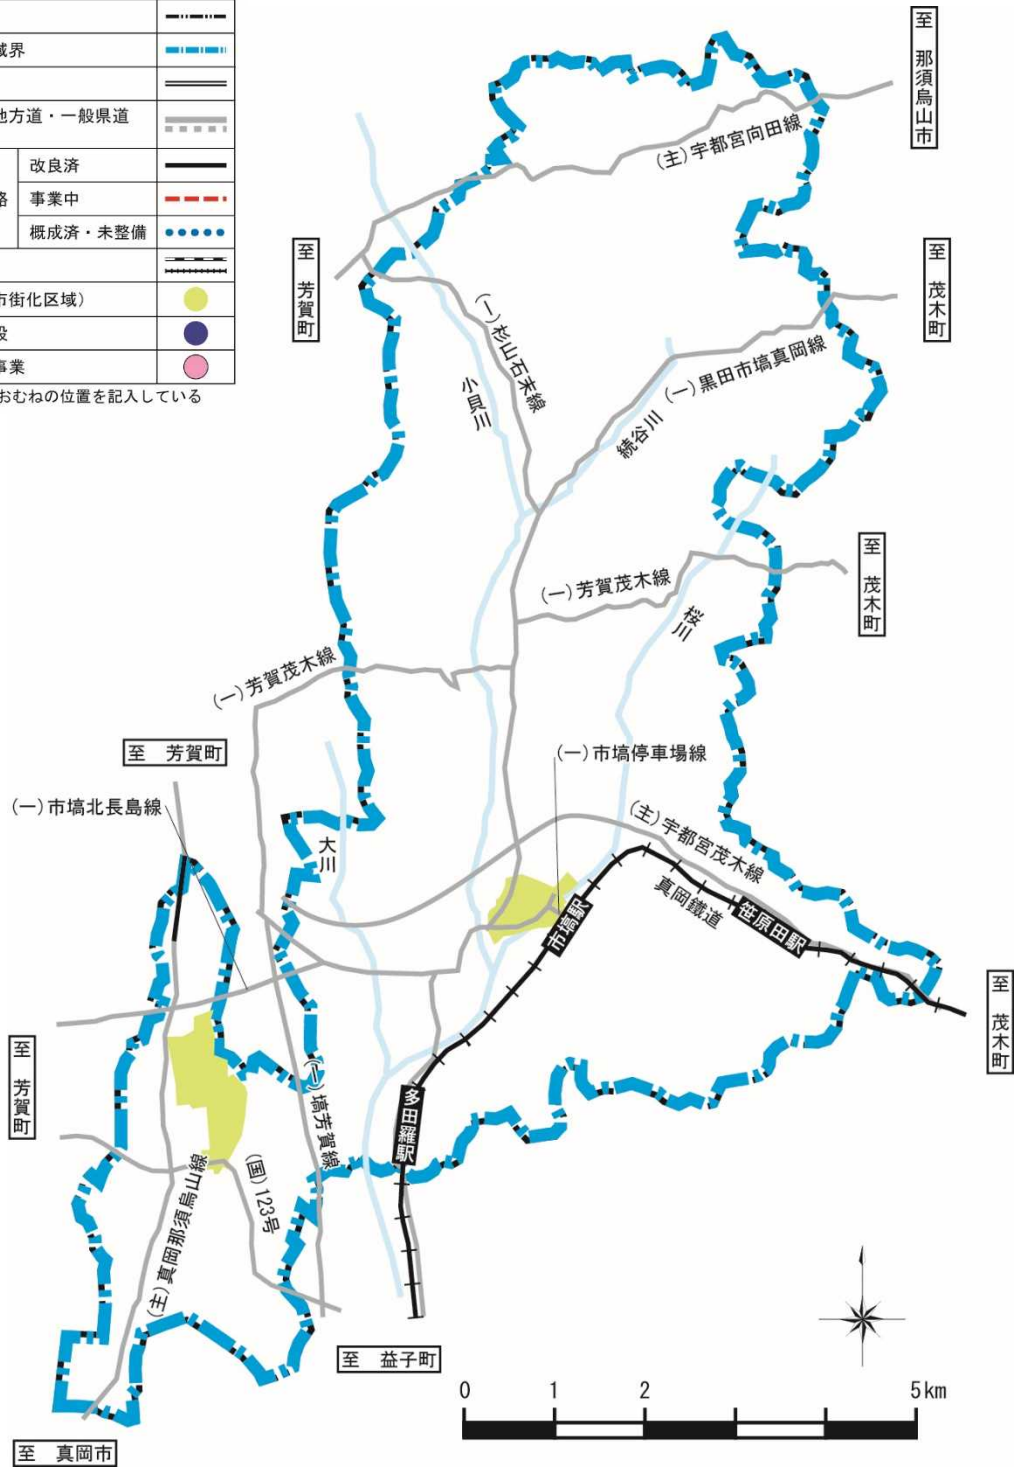 域界
地方道・一般県道
路
改良済
事業中
概成済・未整備
市街化区域）
設
事業
おむねの位置を記入している
至 那須烏山市
(主)宇都宮向田線
至 芳賀町
至 茂木町
(一)杉山石末線
小貝川
(一)黒田市塙真岡線
続谷川
至 茂木町
(一)芳賀茂木線
桜川
(一)芳賀茂木線
至 芳賀町
(一)市塙停車場線
(一)市塙北長島線
(主)宇都宮茂木線
大川
真岡鐵道
市塙駅
笹原田駅
至 茂木町
至 芳賀町
(一)塙芳賀線
多田羅駅
(国)123号
(主)真岡那須烏山線
至 益子町
0 1 2 5km
至 真岡市